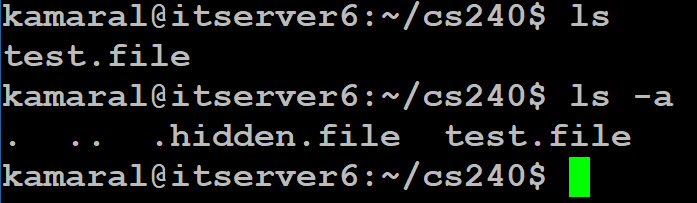 kamaral@itserver6:~/cs240$ ls
test.file
kamaral@itserver6:~/cs240$ ls -a
.  ..  .hidden.file  test.file
kamaral@itserver6:~/cs240$